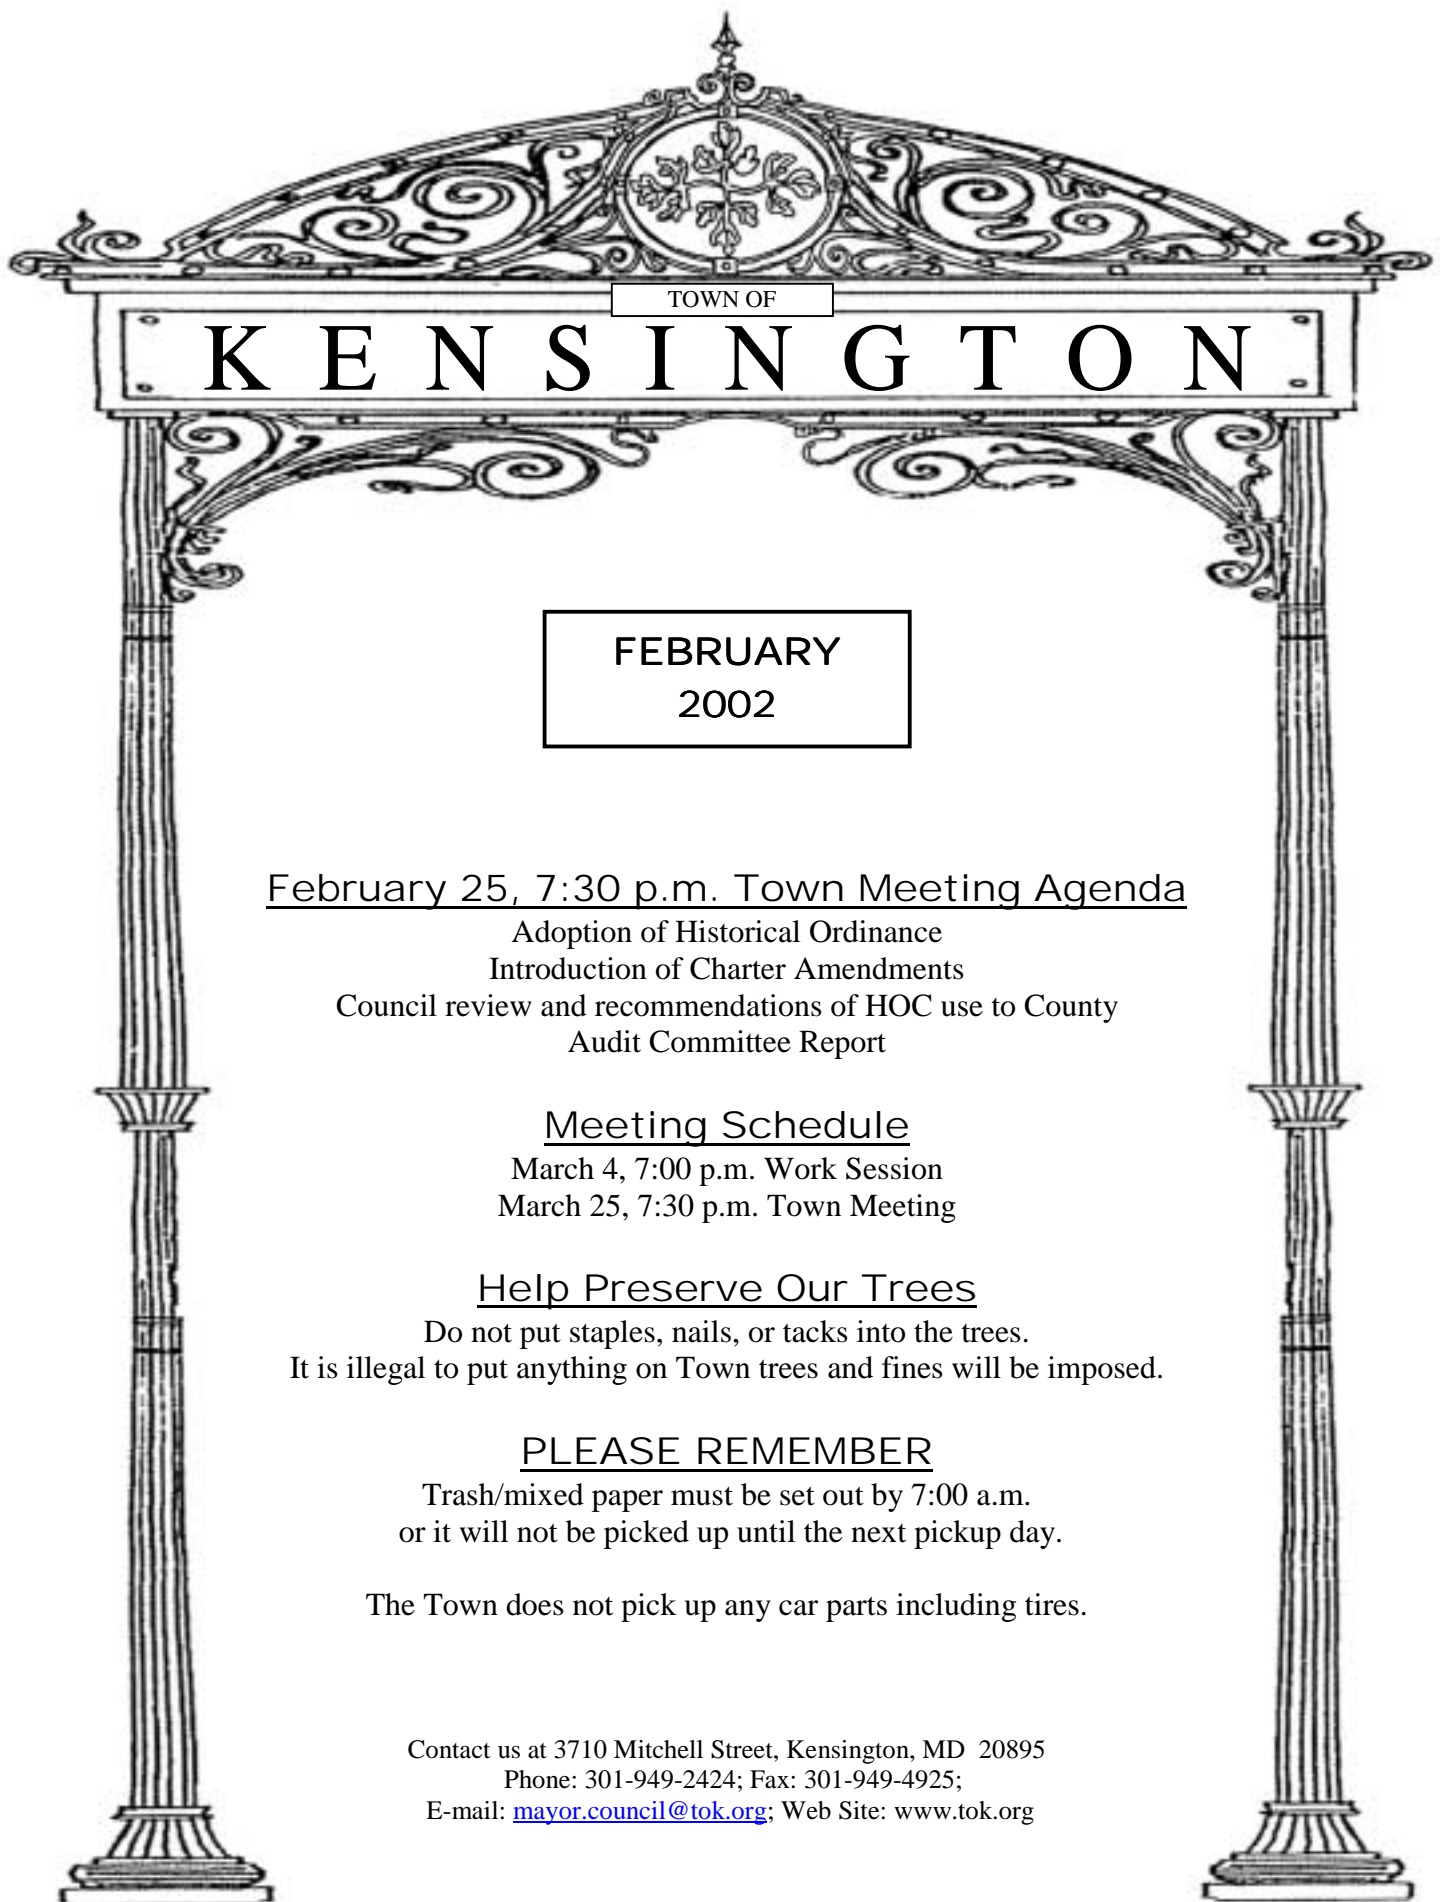 TOWN OF
KENSINGTON
FEBRUARY
2002
February 25, 7:30 p.m. Town Meeting Agenda
Adoption of Historical Ordinance
Introduction of Charter Amendments
Council review and recommendations of HOC use to County
Audit Committee Report
Meeting Schedule
March 4, 7:00 p.m. Work Session
March 25, 7:30 p.m. Town Meeting
Help Preserve Our Trees
Do not put staples, nails, or tacks into the trees.
It is illegal to put anything on Town trees and fines will be imposed.
PLEASE REMEMBER
Trash/mixed paper must be set out by 7:00 a.m.
or it will not be picked up until the next pickup day.
The Town does not pick up any car parts including tires.
Contact us at 3710 Mitchell Street, Kensington, MD  20895
Phone: 301-949-2424; Fax: 301-949-4925;
E-mail: mayor.council@tok.org; Web Site: www.tok.org